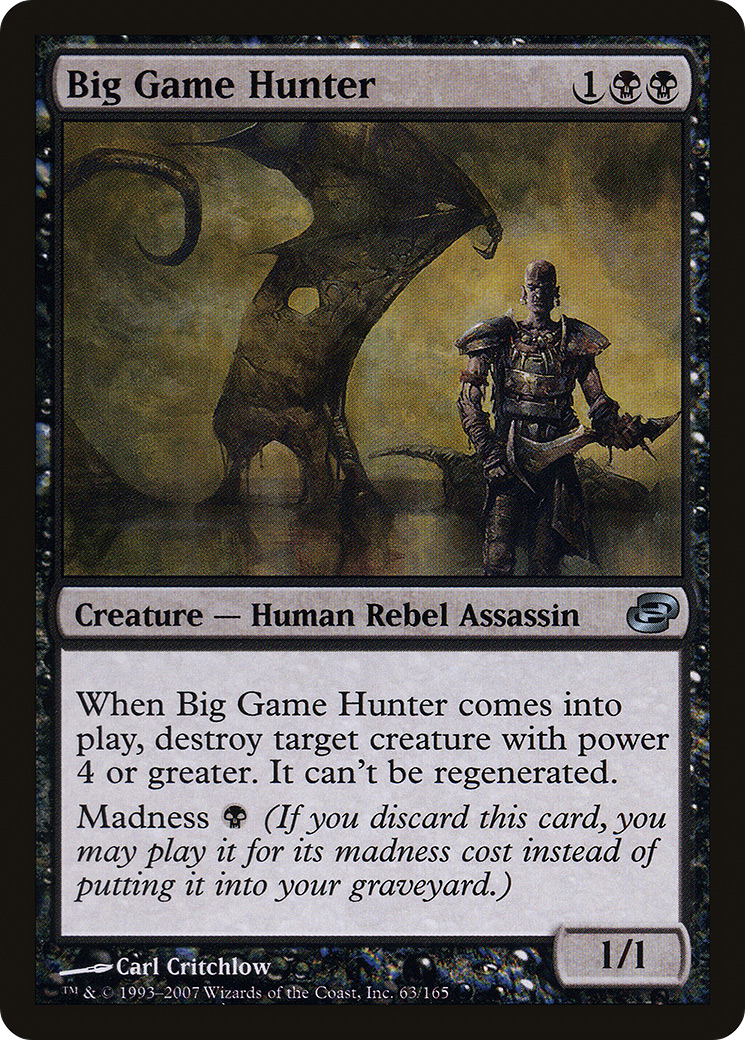 Big Game Hunter 1
Creature — Human Rebel Assassin
When Big Game Hunter comes into
play, destroy target creature with power
4 or greater. It can't be regenerated.
Madness (If you discard this card, you
may play it for its madness cost instead of
putting it into your graveyard.)
1/1
Carl Critchlow
™ & © 1993–2007 Wizards of the Coast, Inc. 63/165